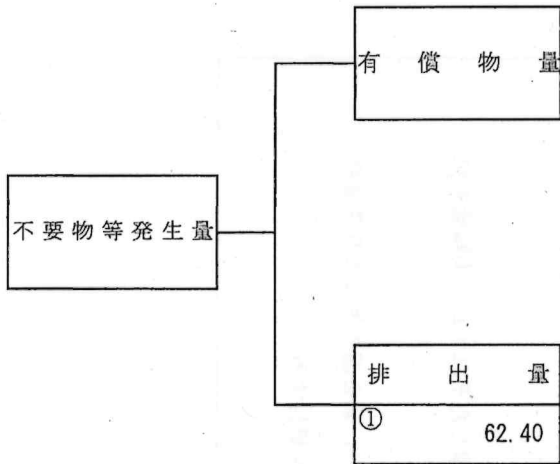 有償物量
不要物等発生量
排出量
①
62.40